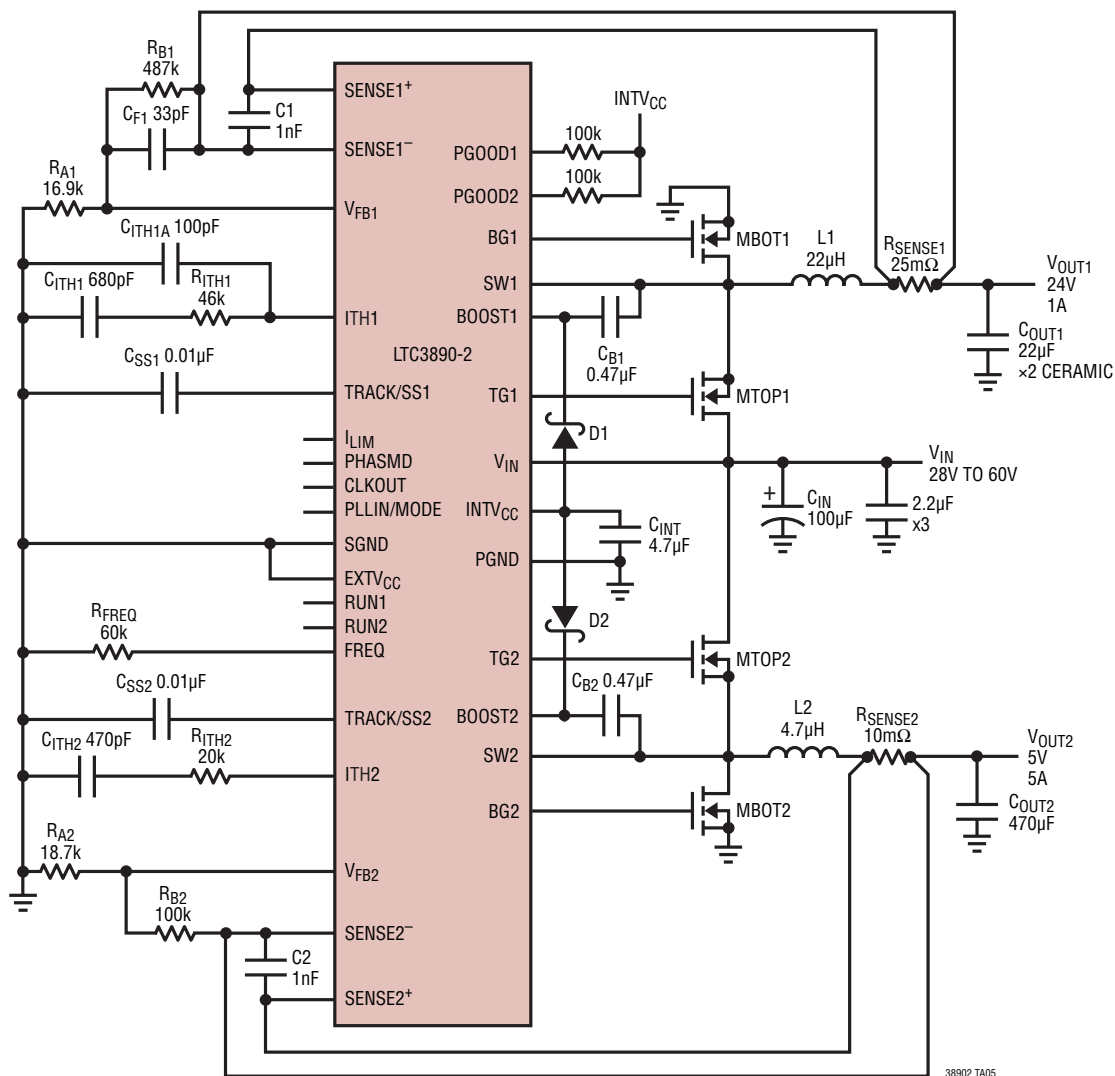 RB1
487k
CF1 33pF
C1
1nF
RA1
16.9k
CITH1A 100pF
CITH1 680pF
RITH1
46k
CSS1 0.01µF
RFREQ
60k
CSS2 0.01µF
CITH2 470pF
RITH2
20k
RA2
18.7k
RB2
100k
C2
1nF
SENSE1+
SENSE1–
VFB1
ITH1
TRACK/SS1
ILIM
PHASMD
CLKOUT
PLLIN/MODE
SGND
EXTVCC
RUN1
RUN2
FREQ
TRACK/SS2
ITH2
VFB2
SENSE2–
SENSE2+
LTC3890-2
PGOOD1
PGOOD2
BG1
SW1
BOOST1
TG1
VIN
INTVCC
PGND
TG2
BOOST2
SW2
BG2
INTVCC
100k
100k
MBOT1
L1
22µH
RSENSE1
25mΩ
VOUT1
24V
1A
COUT1
22µF
×2 CERAMIC
CB1
0.47µF
MTOP1
D1
VIN
28V TO 60V
+
CIN
100µF
2.2µF
x3
CINT
4.7µF
D2
MTOP2
CB2 0.47µF
L2
4.7µH
RSENSE2
10mΩ
VOUT2
5V
5A
COUT2
470µF
MBOT2
38902 TA05